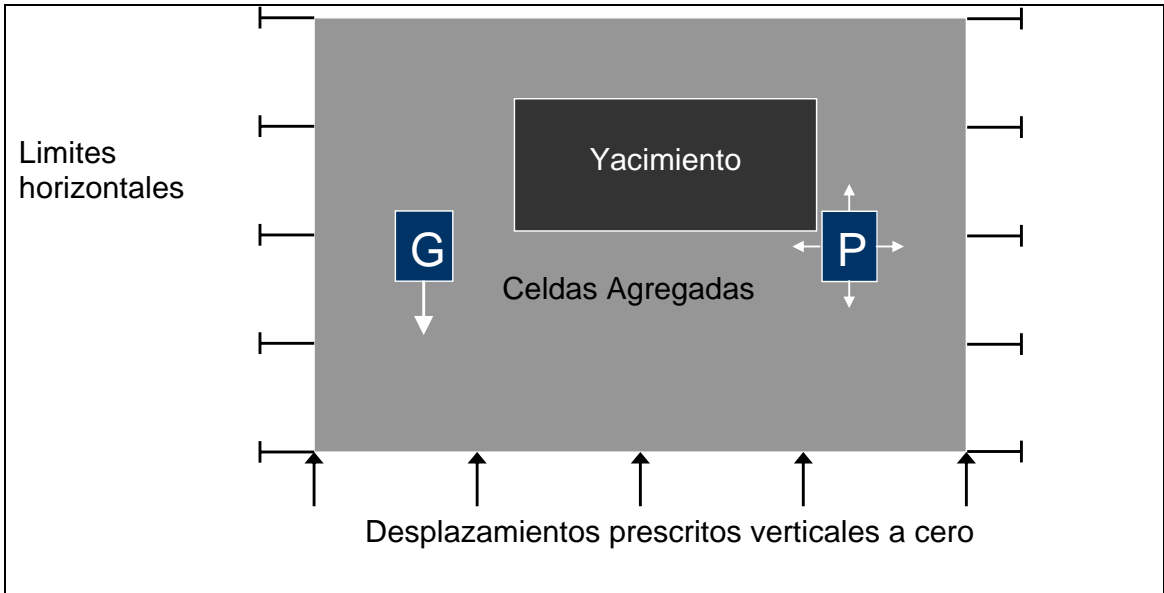 Limites
horizontales
Yacimiento
G
P
Celdas Agregadas
Desplazamientos prescritos verticales a cero